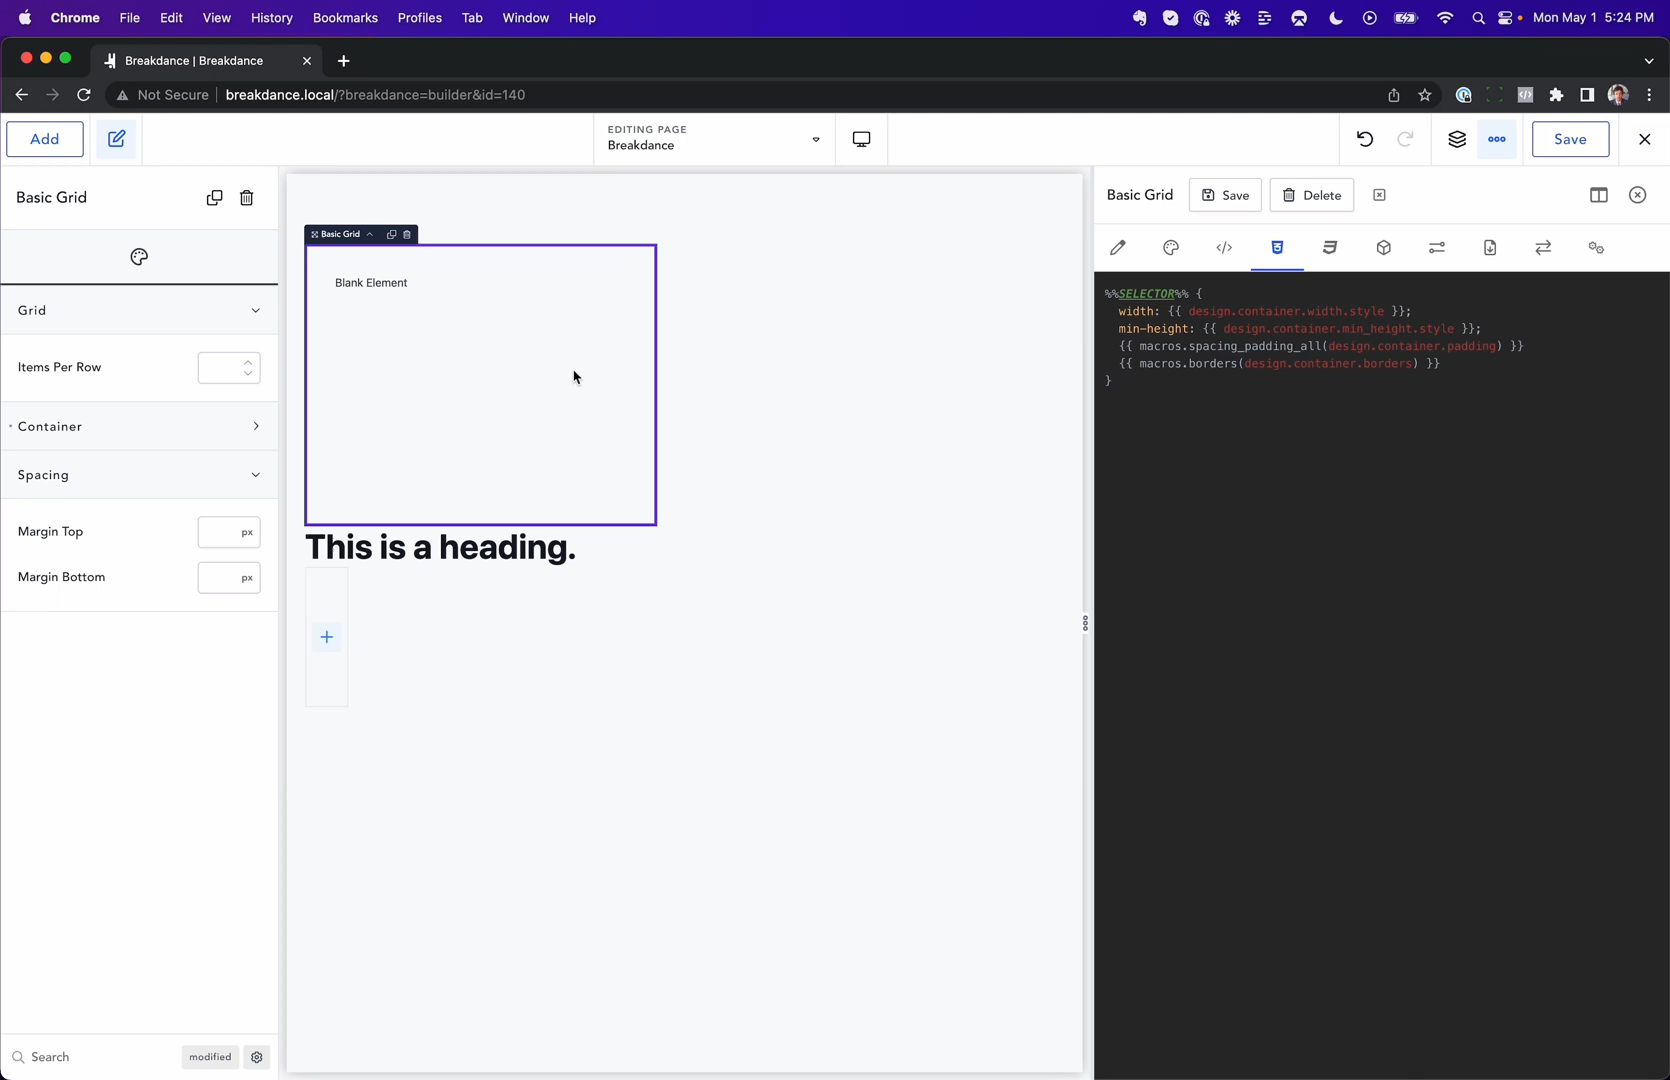 Chrome File Edit View History Bookmarks Profiles Tab Window Help Mon May 1 5:24 PM
Breakdance | Breakdance
Not Secure breakdance.local/?breakdance=builder&id=140
Add
EDITING PAGE
Breakdance
Save
Basic Grid
Grid
Items Per Row
Container
Spacing
Margin Top px
Margin Bottom px
Search modified
Basic Grid
Blank Element
This is a heading.
Basic Grid Save Delete
%%SELECTOR%% {
width: {{ design.container.width.style }};
min-height: {{ design.container.min_height.style }};
{{ macros.spacing_padding_all(design.container.padding) }}
{{ macros.borders(design.container.borders) }}
}